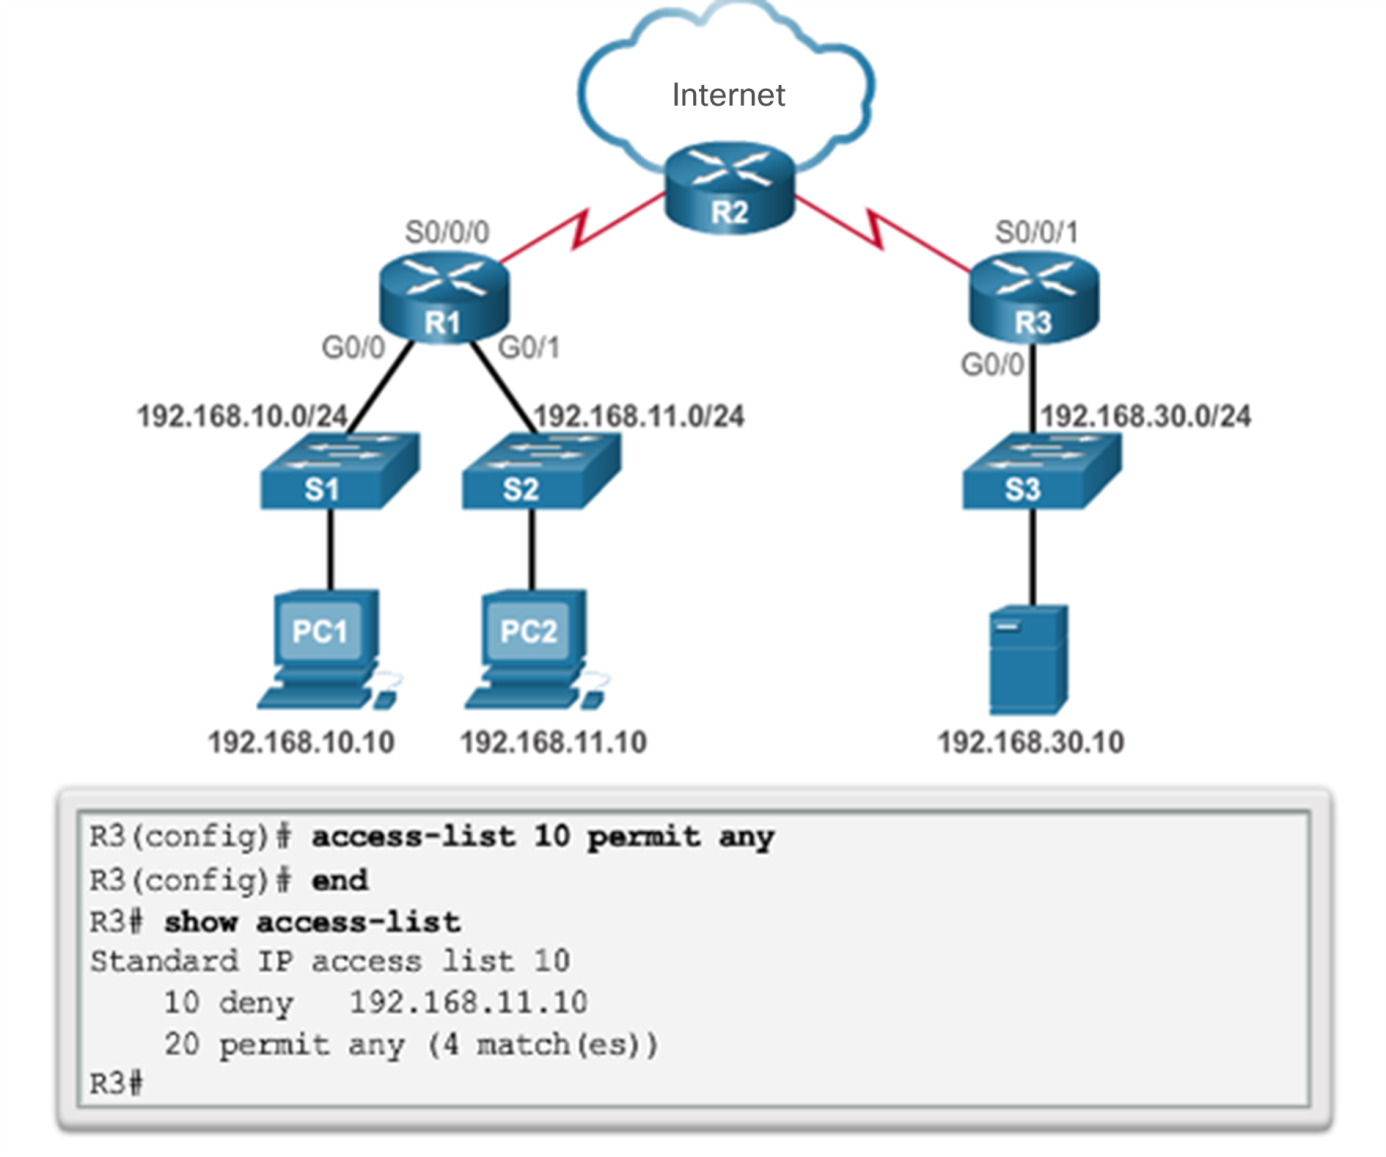 Internet
R2
S0/0/0
S0/0/1
R1
R3
G0/0
G0/1
G0/0
192.168.10.0/24
192.168.11.0/24
192.168.30.0/24
S1
S2
S3
PC1
PC2
192.168.10.10
192.168.11.10
192.168.30.10
R3(config)# access-list 10 permit any
R3(config)# end
R3# show access-list
Standard IP access list 10
    10 deny   192.168.11.10
    20 permit any (4 match(es))
R3#